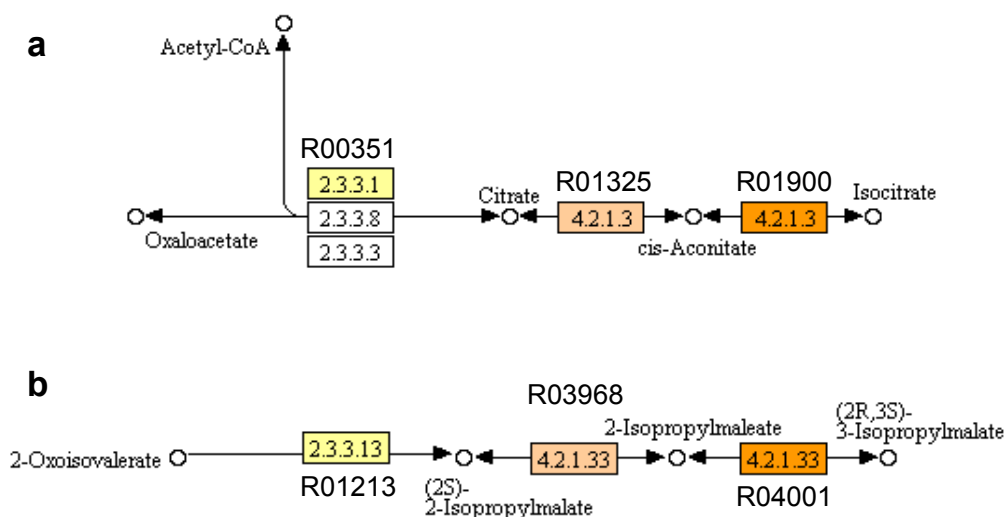 a
Acetyl-CoA
R00351
2.3.3.1
2.3.3.8
2.3.3.3
Oxaloacetate
Citrate
R01325
4.2.1.3
cis-Aconitate
R01900
4.2.1.3
Isocitrate
b
2-Oxoisovalerate
2.3.3.13
R01213
(2S)-
2-Isopropylmalate
R03968
4.2.1.33
2-Isopropylmaleate
4.2.1.33
R04001
(2R,3S)-
3-Isopropylmalate